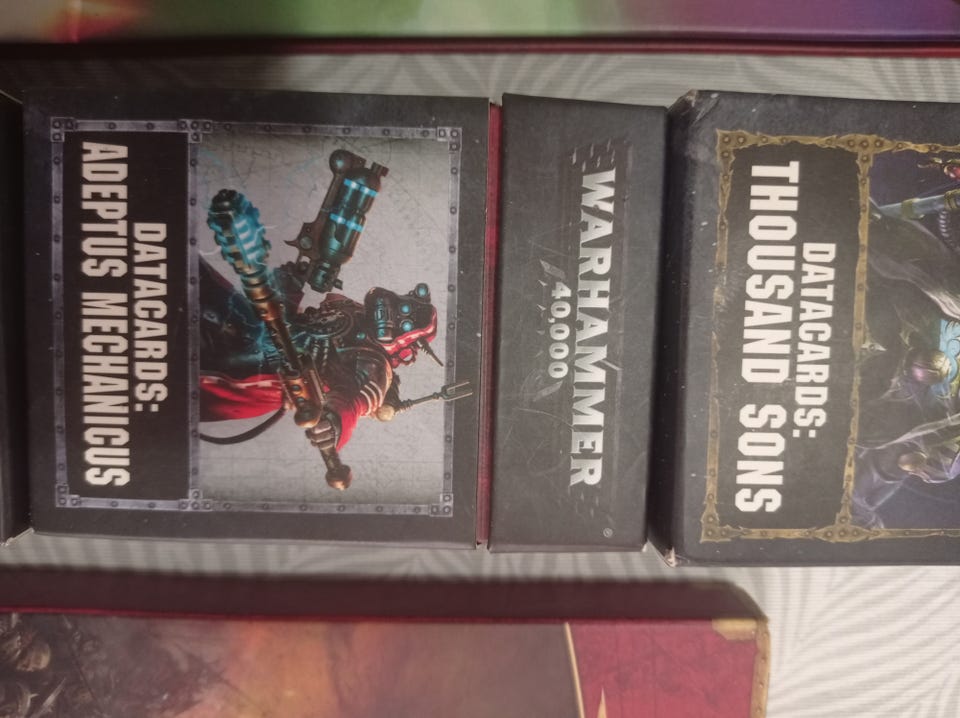 DATACARDS:
ADEPTUS MECHANICUS
WARHAMMER
40,000
DATACARDS:
THOUSAND SONS